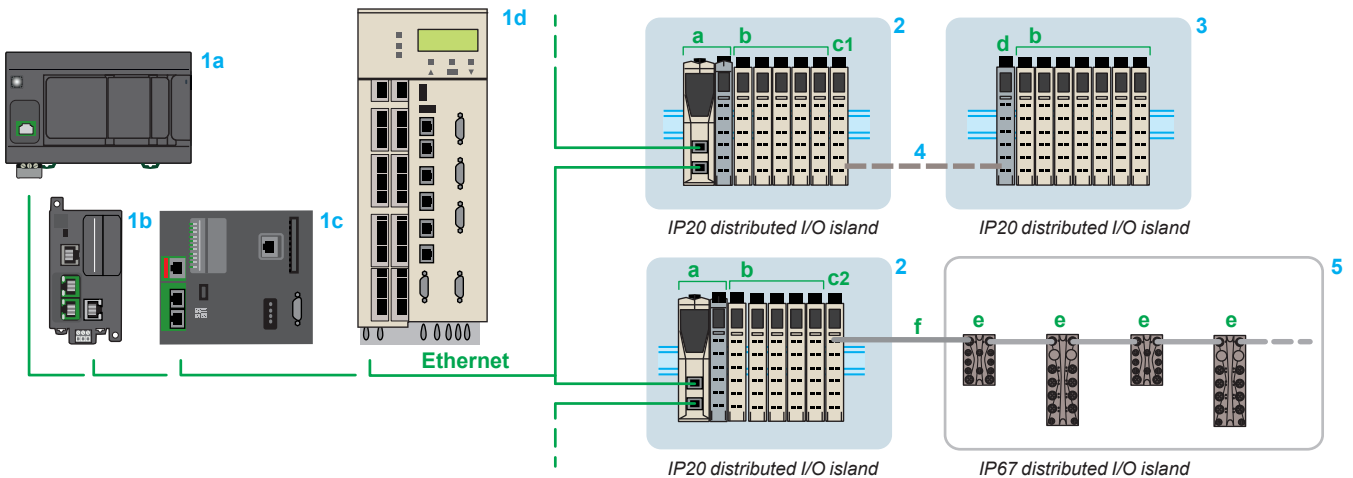 1a
1b
1c
1d
2
a b c1
3
d b
4
IP20 distributed I/O island
IP20 distributed I/O island
Ethernet
2
a b c2
f
5
e e e e
IP20 distributed I/O island
IP67 distributed I/O island